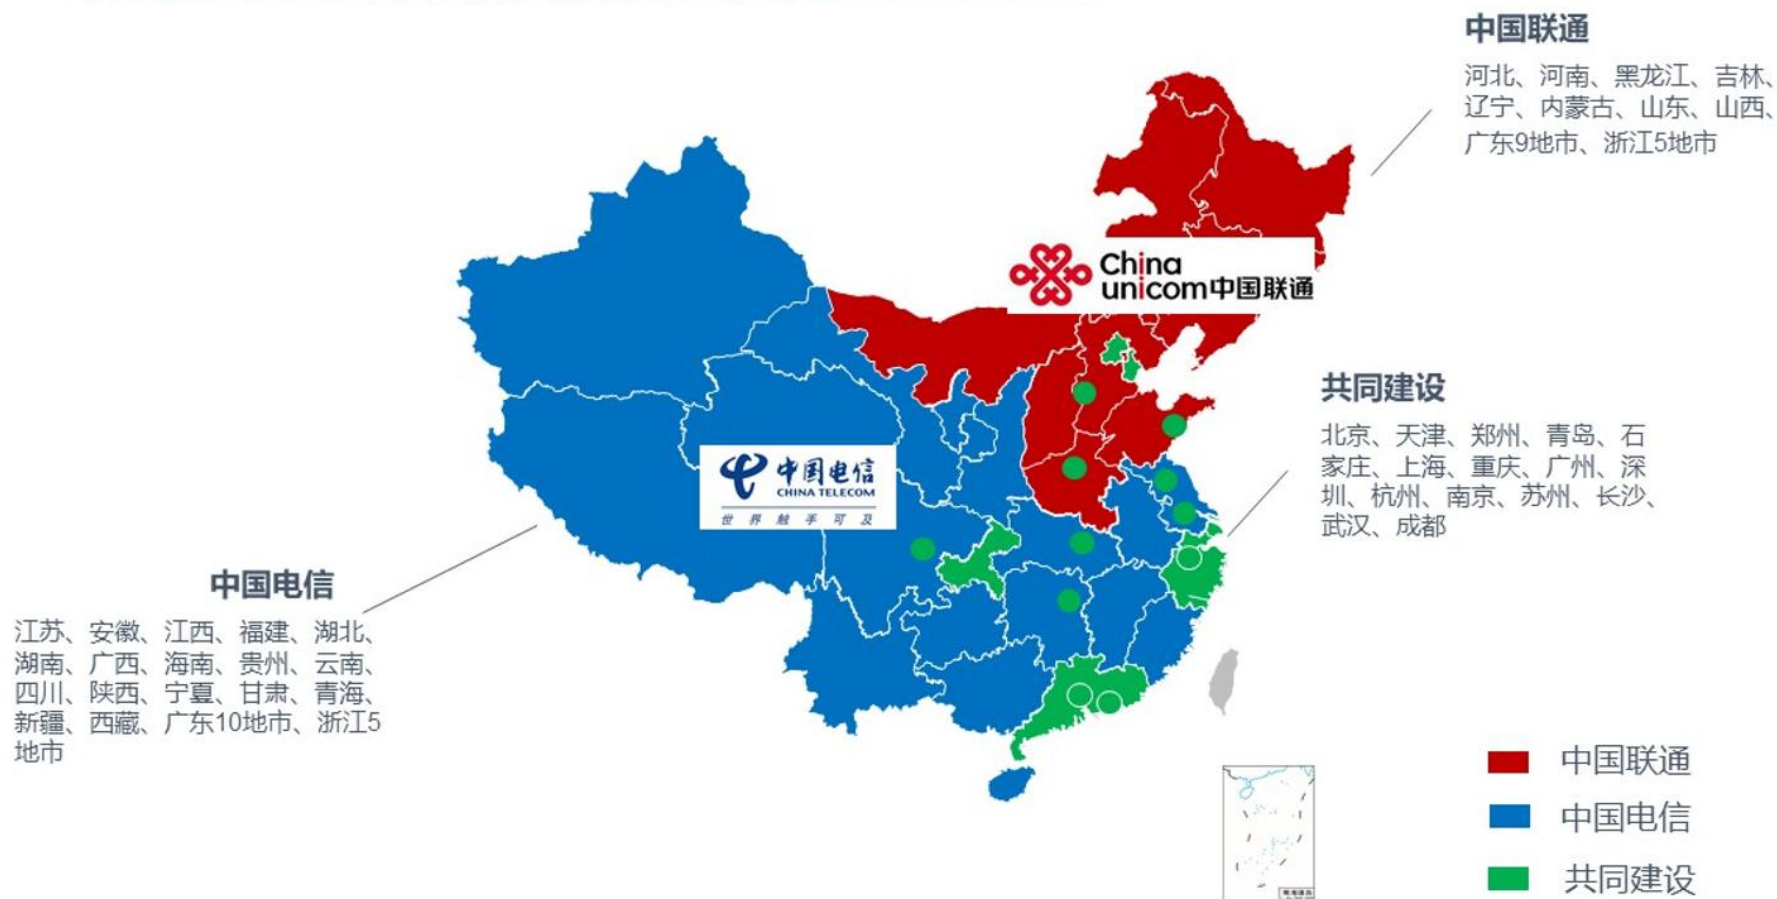 中国联通
河北、河南、黑龙江、吉林、
辽宁、内蒙古、山东、山西、
广东9地市、浙江5地市
China
unicom中国联通
共同建设
北京、天津、郑州、青岛、石
家庄、上海、重庆、广州、深
圳、杭州、南京、苏州、长沙、
武汉、成都
中国电信
CHINA TELECOM
世界触手可及
中国电信
江苏、安徽、江西、福建、湖北、
湖南、广西、海南、贵州、云南、
四川、陕西、宁夏、甘肃、青海、
新疆、西藏、广东10地市、浙江5
地市
中国联通
中国电信
共同建设